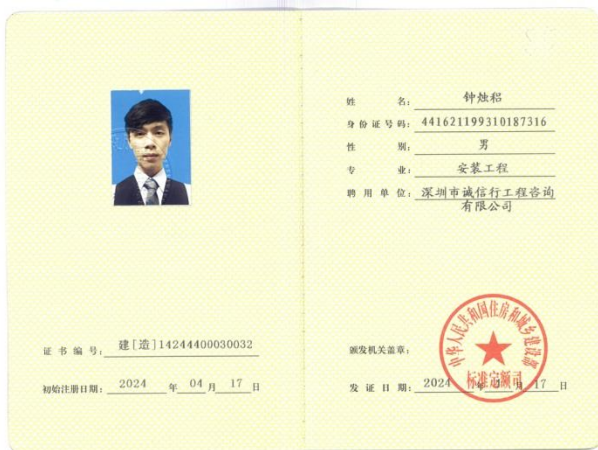 证书编号: 建[造]14244400030032
初始注册日期: 2024 年 04 月 17 日
姓名: 钟烛稆
身份证号码: 441621199310187316
性别: 男
专业: 安装工程
聘用单位: 深圳市诚信行工程咨询
有限公司
颁发机关盖章:
中华人民共和国住房和城乡建设部
标准定额司
发证日期: 2024 年 月 17 日